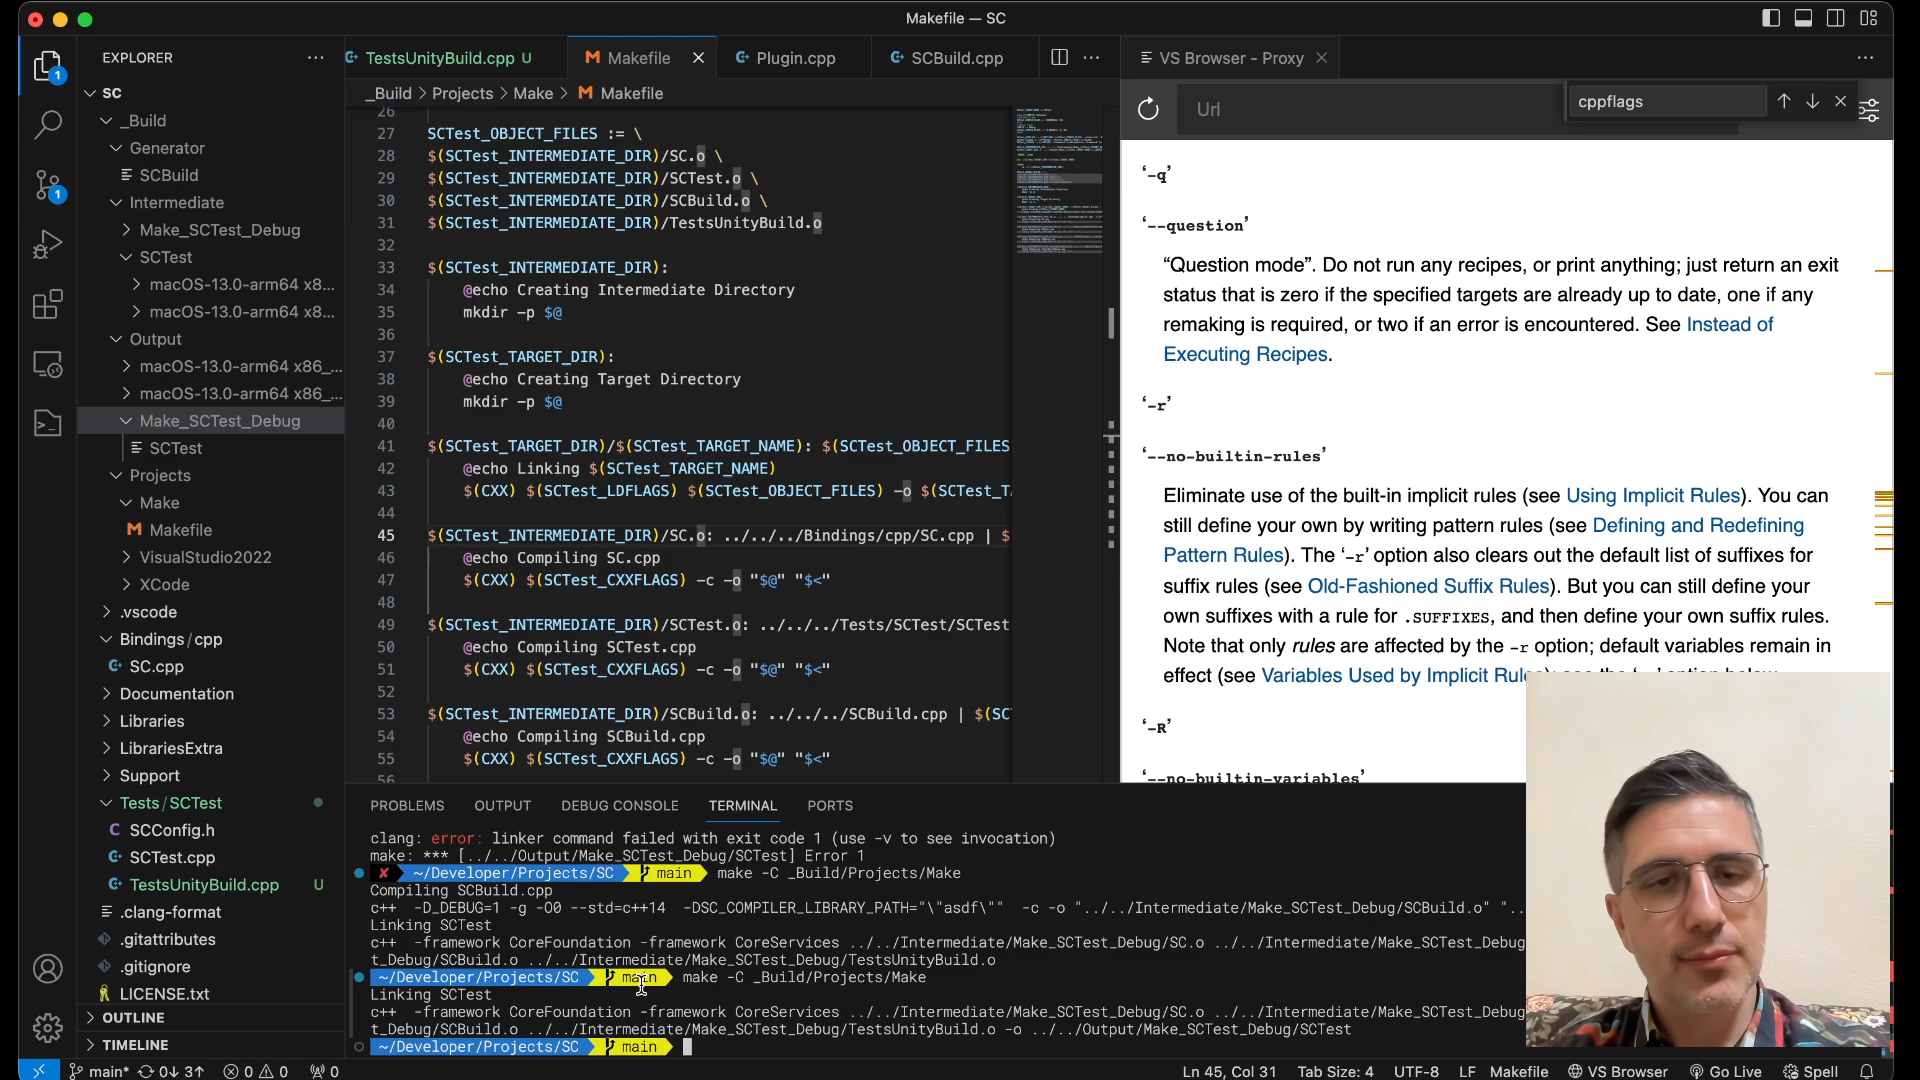 Makefile — SC
EXPLORER
TestsUnityBuild.cpp U
Makefile
Plugin.cpp
SCBuild.cpp
VS Browser - Proxy
SC
_Build > Projects > Make > Makefile
Url
cppflags
_Build
Generator
SCBuild
Intermediate
Make_SCTest_Debug
SCTest
macOS-13.0-arm64 x8...
macOS-13.0-arm64 x8...
Output
macOS-13.0-arm64 x86_...
macOS-13.0-arm64 x86_...
Make_SCTest_Debug
SCTest
Projects
Make
Makefile
VisualStudio2022
XCode
.vscode
Bindings/cpp
SC.cpp
Documentation
Libraries
LibrariesExtra
Support
Tests/SCTest
SCConfig.h
SCTest.cpp
TestsUnityBuild.cpp U
.clang-format
.gitattributes
.gitignore
LICENSE.txt
OUTLINE
TIMELINE
26
27 SCTest_OBJECT_FILES := \
28 $(SCTest_INTERMEDIATE_DIR)/SC.o \
29 $(SCTest_INTERMEDIATE_DIR)/SCTest.o \
30 $(SCTest_INTERMEDIATE_DIR)/SCBuild.o \
31 $(SCTest_INTERMEDIATE_DIR)/TestsUnityBuild.o
32
33 $(SCTest_INTERMEDIATE_DIR):
34 @echo Creating Intermediate Directory
35 mkdir -p $@
36
37 $(SCTest_TARGET_DIR):
38 @echo Creating Target Directory
39 mkdir -p $@
40
41 $(SCTest_TARGET_DIR)/$(SCTest_TARGET_NAME): $(SCTest_OBJECT_FILES
42 @echo Linking $(SCTest_TARGET_NAME)
43 $(CXX) $(SCTest_LDFLAGS) $(SCTest_OBJECT_FILES) -o $(SCTest_TA
44
45 $(SCTest_INTERMEDIATE_DIR)/SC.o: ../../../Bindings/cpp/SC.cpp | $
46 @echo Compiling SC.cpp
47 $(CXX) $(SCTest_CXXFLAGS) -c -o "$@" "$<"
48
49 $(SCTest_INTERMEDIATE_DIR)/SCTest.o: ../../../Tests/SCTest/SCTest
50 @echo Compiling SCTest.cpp
51 $(CXX) $(SCTest_CXXFLAGS) -c -o "$@" "$<"
52
53 $(SCTest_INTERMEDIATE_DIR)/SCBuild.o: ../../../SCBuild.cpp | $(SC
54 @echo Compiling SCBuild.cpp
55 $(CXX) $(SCTest_CXXFLAGS) -c -o "$@" "$<"
56
‘-q’
‘--question’
“Question mode”. Do not run any recipes, or print anything; just return an exit
status that is zero if the specified targets are already up to date, one if any
remaking is required, or two if an error is encountered. See Instead of
Executing Recipes.
‘-r’
‘--no-builtin-rules’
Eliminate use of the built-in implicit rules (see Using Implicit Rules). You can
still define your own by writing pattern rules (see Defining and Redefining
Pattern Rules). The ‘-r’ option also clears out the default list of suffixes for
suffix rules (see Old-Fashioned Suffix Rules). But you can still define your
own suffixes with a rule for .SUFFIXES, and then define your own suffix rules.
Note that only rules are affected by the -r option; default variables remain in
effect (see Variables Used by Implicit Rules); see the ‘
‘-R’
‘--no-builtin-variables’
PROBLEMS OUTPUT DEBUG CONSOLE TERMINAL PORTS
clang: error: linker command failed with exit code 1 (use -v to see invocation)
make: *** [../../Output/Make_SCTest_Debug/SCTest] Error 1
✘ ~/Developer/Projects/SC main make -C _Build/Projects/Make
Compiling SCBuild.cpp
c++ -D_DEBUG=1 -g -O0 --std=c++14 -DSC_COMPILER_LIBRARY_PATH="\"asdf\"" -c -o "../../Intermediate/Make_SCTest_Debug/SCBuild.o" "..
Linking SCTest
c++ -framework CoreFoundation -framework CoreServices ../../Intermediate/Make_SCTest_Debug/SC.o ../../Intermediate/Make_SCTest_Debug
t_Debug/SCBuild.o ../../Intermediate/Make_SCTest_Debug/TestsUnityBuild.o
~/Developer/Projects/SC main make -C _Build/Projects/Make
Linking SCTest
c++ -framework CoreFoundation -framework CoreServices ../../Intermediate/Make_SCTest_Debug/SC.o ../../Intermediate/Make_SCTest_Debug
t_Debug/SCBuild.o ../../Intermediate/Make_SCTest_Debug/TestsUnityBuild.o -o ../../Output/Make_SCTest_Debug/SCTest
~/Developer/Projects/SC main
main* 0↓ 3↑ 0 0 0 Ln 45, Col 31 Tab Size: 4 UTF-8 LF Makefile VS Browser Go Live Spell